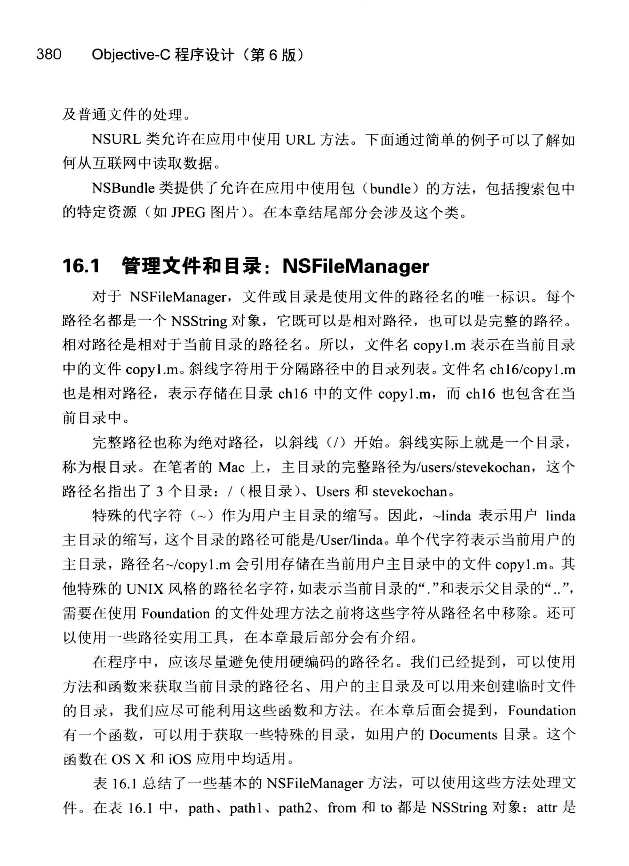 380 Objective-C 程序设计（第 6 版）
及普通文件的处理。
NSURL 类允许在应用中使用 URL 方法。下面通过简单的例子可以了解如
何从互联网中读取数据。
NSBundle 类提供了允许在应用中使用包（bundle）的方法，包括搜索包中
的特定资源（如 JPEG 图片）。在本章结尾部分会涉及这个类。
16.1 管理文件和目录：NSFileManager
对于 NSFileManager，文件或目录是使用文件的路径名的唯一标识。每个
路径名都是一个 NSString 对象，它既可以是相对路径，也可以是完整的路径。
相对路径是相对于当前目录的路径名。所以，文件名 copy1.m 表示在当前目录
中的文件 copy1.m。斜线字符用于分隔路径中的目录列表。文件名 ch16/copy1.m
也是相对路径，表示存储在目录 ch16 中的文件 copy1.m，而 ch16 也包含在当
前目录中。
完整路径也称为绝对路径，以斜线（/）开始。斜线实际上就是一个目录，
称为根目录。在笔者的 Mac 上，主目录的完整路径为/users/stevekochan，这个
路径名指出了 3 个目录：/（根目录）、Users 和 stevekochan。
特殊的代字符（~）作为用户主目录的缩写。因此，~linda 表示用户 linda
主目录的缩写，这个目录的路径可能是/User/linda。单个代字符表示当前用户的
主目录，路径名~/copy1.m 会引用存储在当前用户主目录中的文件 copy1.m。其
他特殊的 UNIX 风格的路径名字符，如表示当前目录的“.”和表示父目录的“..”，
需要在使用 Foundation 的文件处理方法之前将这些字符从路径名中移除。还可
以使用一些路径实用工具，在本章最后部分会有介绍。
在程序中，应该尽量避免使用硬编码的路径名。我们已经提到，可以使用
方法和函数来获取当前目录的路径名、用户的主目录及可以用来创建临时文件
的目录，我们应尽可能利用这些函数和方法。在本章后面会提到，Foundation
有一个函数，可以用于获取一些特殊的目录，如用户的 Documents 目录。这个
函数在 OS X 和 iOS 应用中均适用。
表 16.1 总结了一些基本的 NSFileManager 方法，可以使用这些方法处理文
件。在表 16.1 中，path、path1、path2、from 和 to 都是 NSString 对象；attr 是